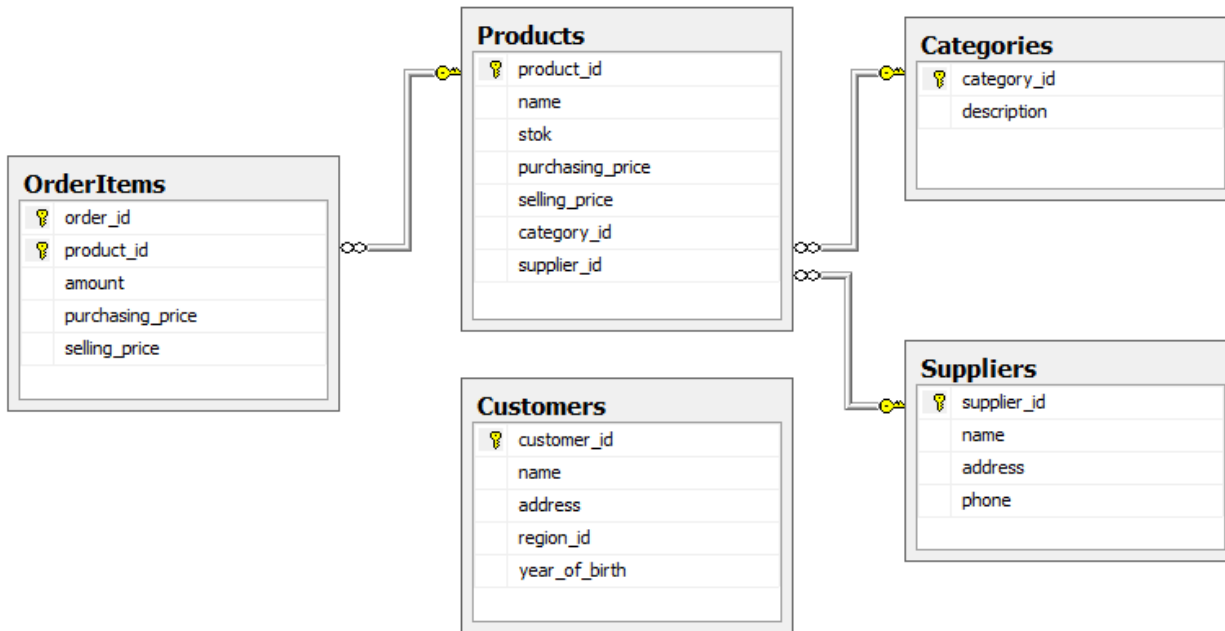 OrderItems
order_id
product_id
amount
purchasing_price
selling_price
Products
product_id
name
stok
purchasing_price
selling_price
category_id
supplier_id
Customers
customer_id
name
address
region_id
year_of_birth
Categories
category_id
description
Suppliers
supplier_id
name
address
phone